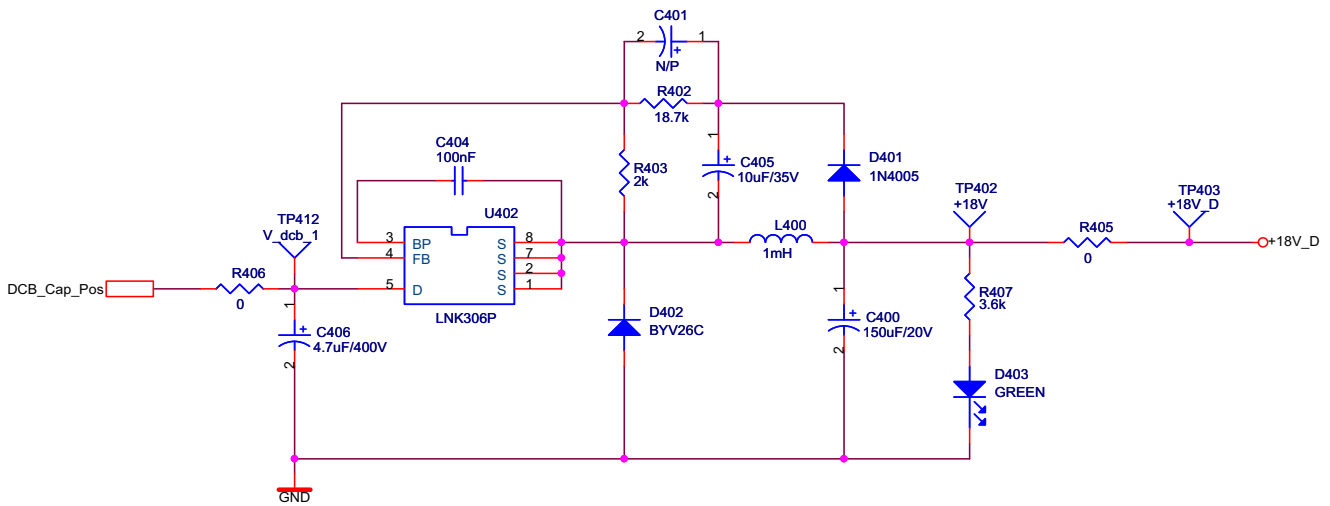 C401
2
1
N/P
R402
18.7k
C404
100nF
R403
2k
1
C405
10uF/35V
2
D401
1N4005
TP412
V_dcb_1
U402
TP402
+18V
TP403
+18V_D
3
BP
S
8
4
FB
S
7
S
2
5
D
S
1
LNK306P
L400
1mH
R405
0
+18V_D
DCB_Cap_Pos
R406
0
1
C406
4.7uF/400V
2
D402
BYV26C
1
C400
150uF/20V
2
R407
3.6k
D403
GREEN
GND